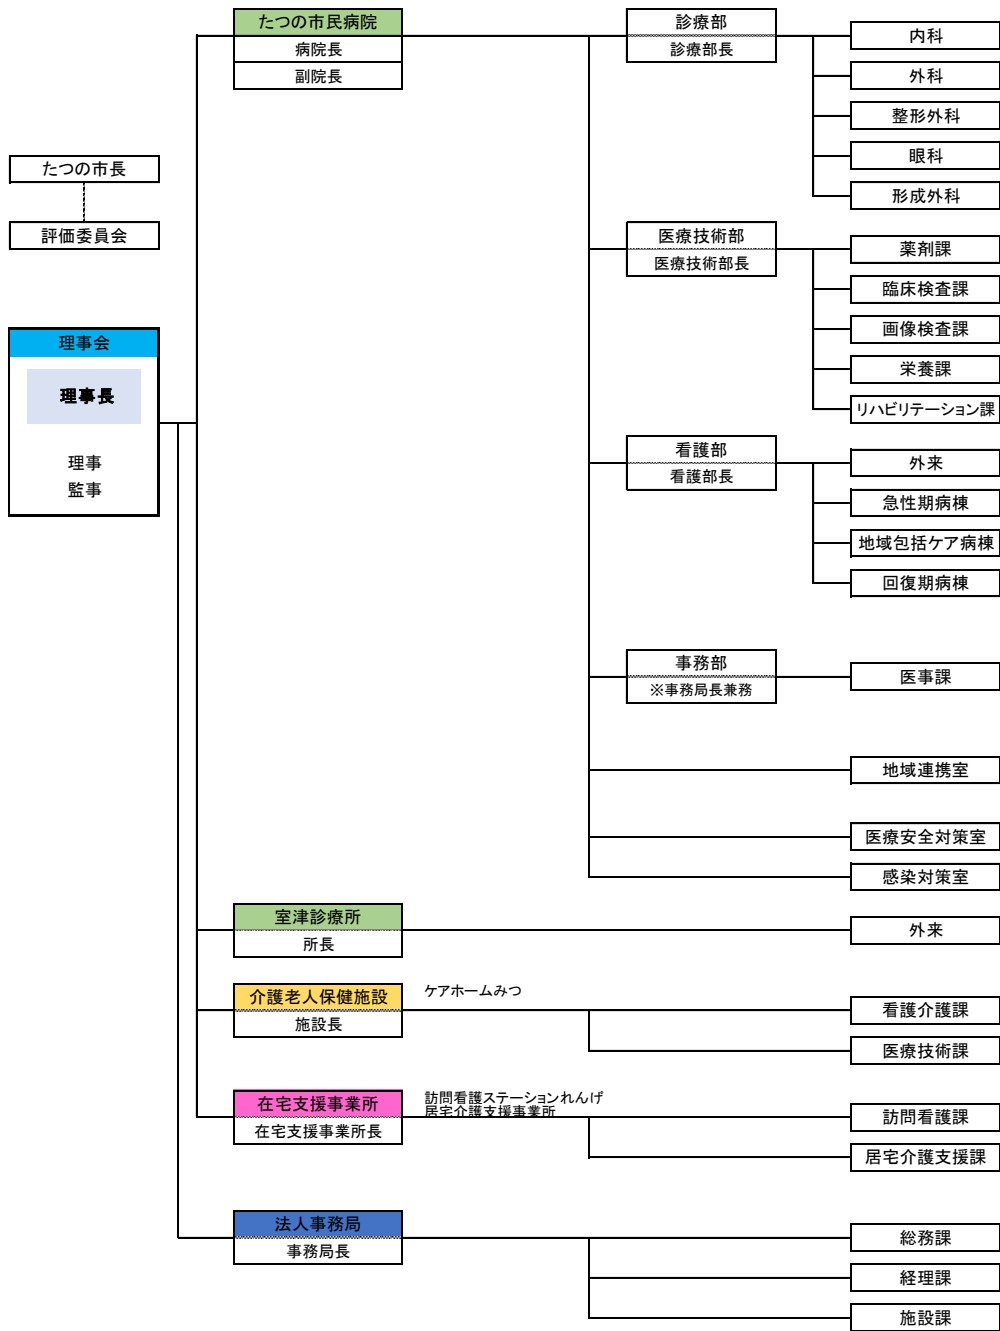 たつの市長
評価委員会
理事会
理事長
理事
監事
たつの市民病院
病院長
副院長
診療部
診療部長
内科
外科
整形外科
眼科
形成外科
医療技術部
医療技術部長
薬剤課
臨床検査課
画像検査課
栄養課
リハビリテーション課
看護部
看護部長
外来
急性期病棟
地域包括ケア病棟
回復期病棟
事務部
※事務局長兼務
医事課
地域連携室
医療安全対策室
感染対策室
室津診療所
所長
外来
介護老人保健施設
施設長
ケアホームみつ
看護介護課
医療技術課
在宅支援事業所
在宅支援事業所長
訪問看護ステーションれんげ
居宅介護支援事業所
訪問看護課
居宅介護支援課
法人事務局
事務局長
総務課
経理課
施設課